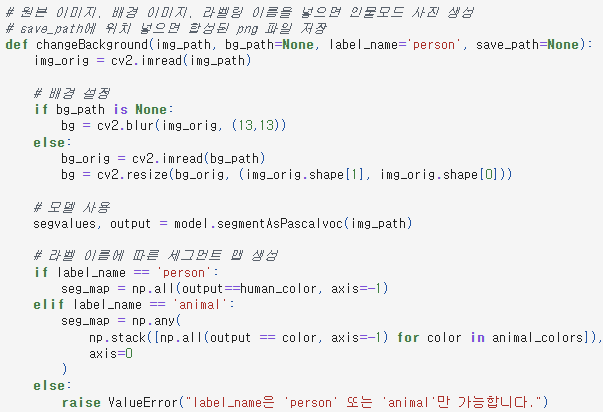 # 원본 이미지, 배경 이미지, 라벨링 이름을 넣으면 인물모드 사진 생성
# save_path에 위치 넣으면 합성된 png 파일 저장
def changeBackground(img_path, bg_path=None, label_name='person', save_path=None):
    img_orig = cv2.imread(img_path)

    # 배경 설정
    if bg_path is None:
        bg = cv2.blur(img_orig, (13,13))
    else:
        bg_orig = cv2.imread(bg_path)
        bg = cv2.resize(bg_orig, (img_orig.shape[1], img_orig.shape[0]))

    # 모델 사용
    segvalues, output = model.segmentAsPascalvoc(img_path)

    # 라벨 이름에 따른 세그먼트 맵 생성
    if label_name == 'person':
        seg_map = np.all(output==human_color, axis=-1)
    elif label_name == 'animal':
        seg_map = np.any(
            np.stack([np.all(output == color, axis=-1) for color in animal_colors]),
            axis=0
        )
    else:
        raise ValueError("label_name은 'person' 또는 'animal'만 가능합니다.")